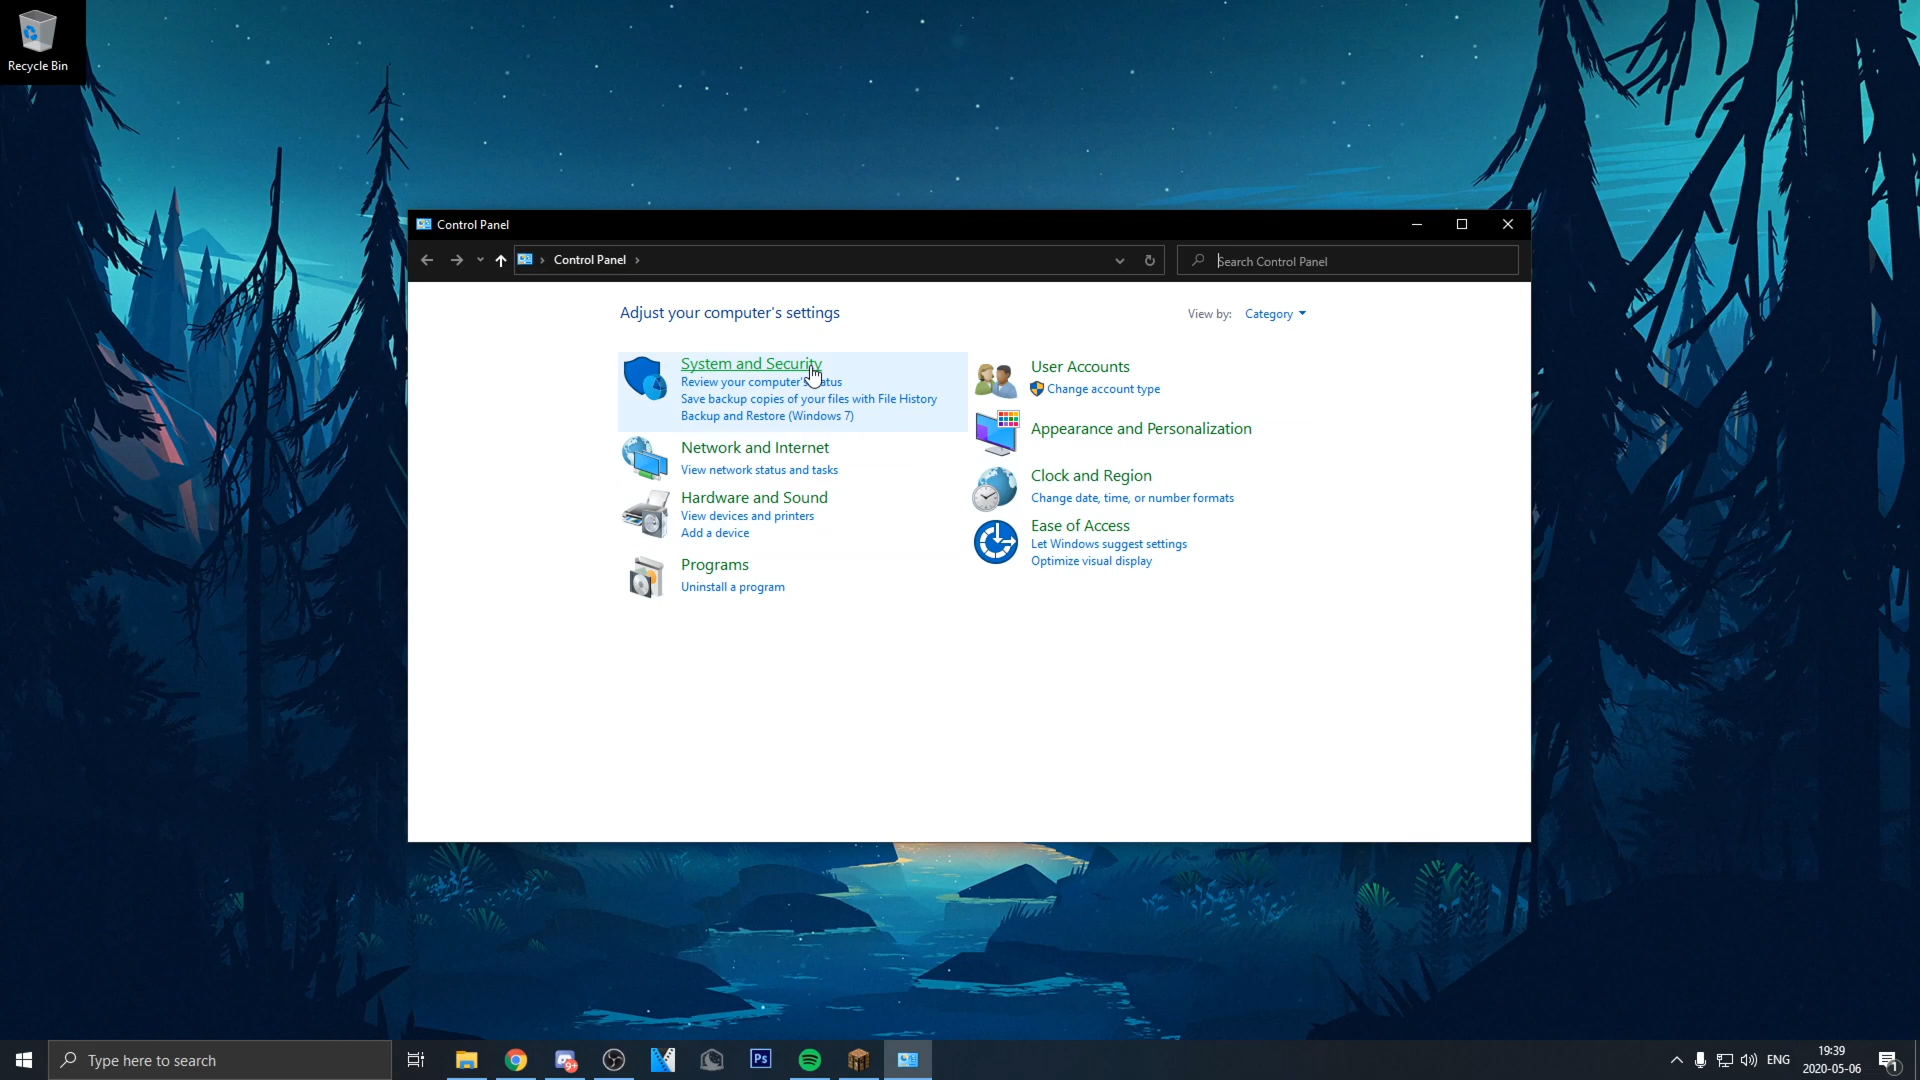 Recycle Bin
Control Panel
Control Panel
Search Control Panel
Adjust your computer's settings
View by: Category
System and Security
Review your computer's status
Save backup copies of your files with File History
Backup and Restore (Windows 7)
Network and Internet
View network status and tasks
Hardware and Sound
View devices and printers
Add a device
Programs
Uninstall a program
User Accounts
Change account type
Appearance and Personalization
Clock and Region
Change date, time, or number formats
Ease of Access
Let Windows suggest settings
Optimize visual display
Type here to search
9+
Ps
ENG
19:39
2020-05-06
1